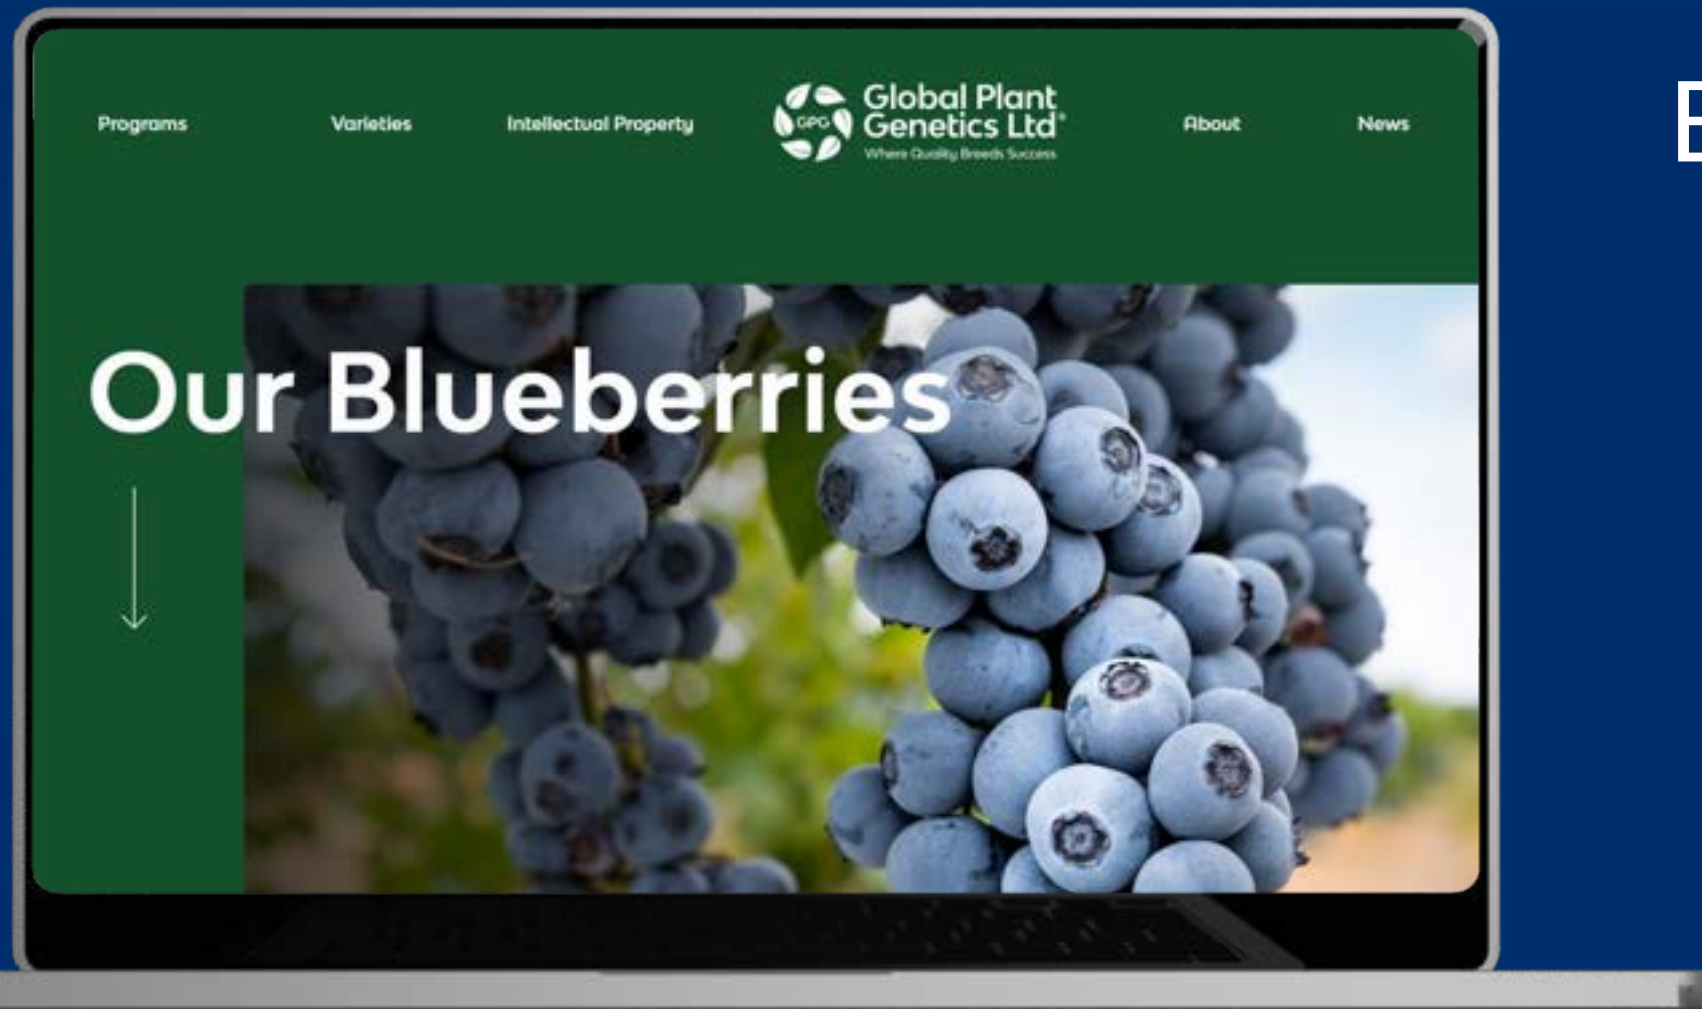 Programs
Varieties
Intellectual Property
GPG
Global Plant
Genetics Ltd®
Where Quality Breeds Success
About
News
Our Blueberries